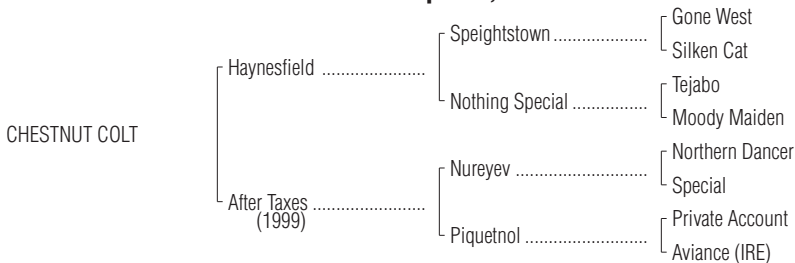 Gone West
Speightstown ....................
Silken Cat
Haynesfield ......................
Tejabo
Nothing Special ................
Moody Maiden
CHESTNUT COLT
Northern Dancer
Nureyev ............................
Special
After Taxes ........................
(1999)
Private Account
Piquetnol ..........................
Aviance (IRE)